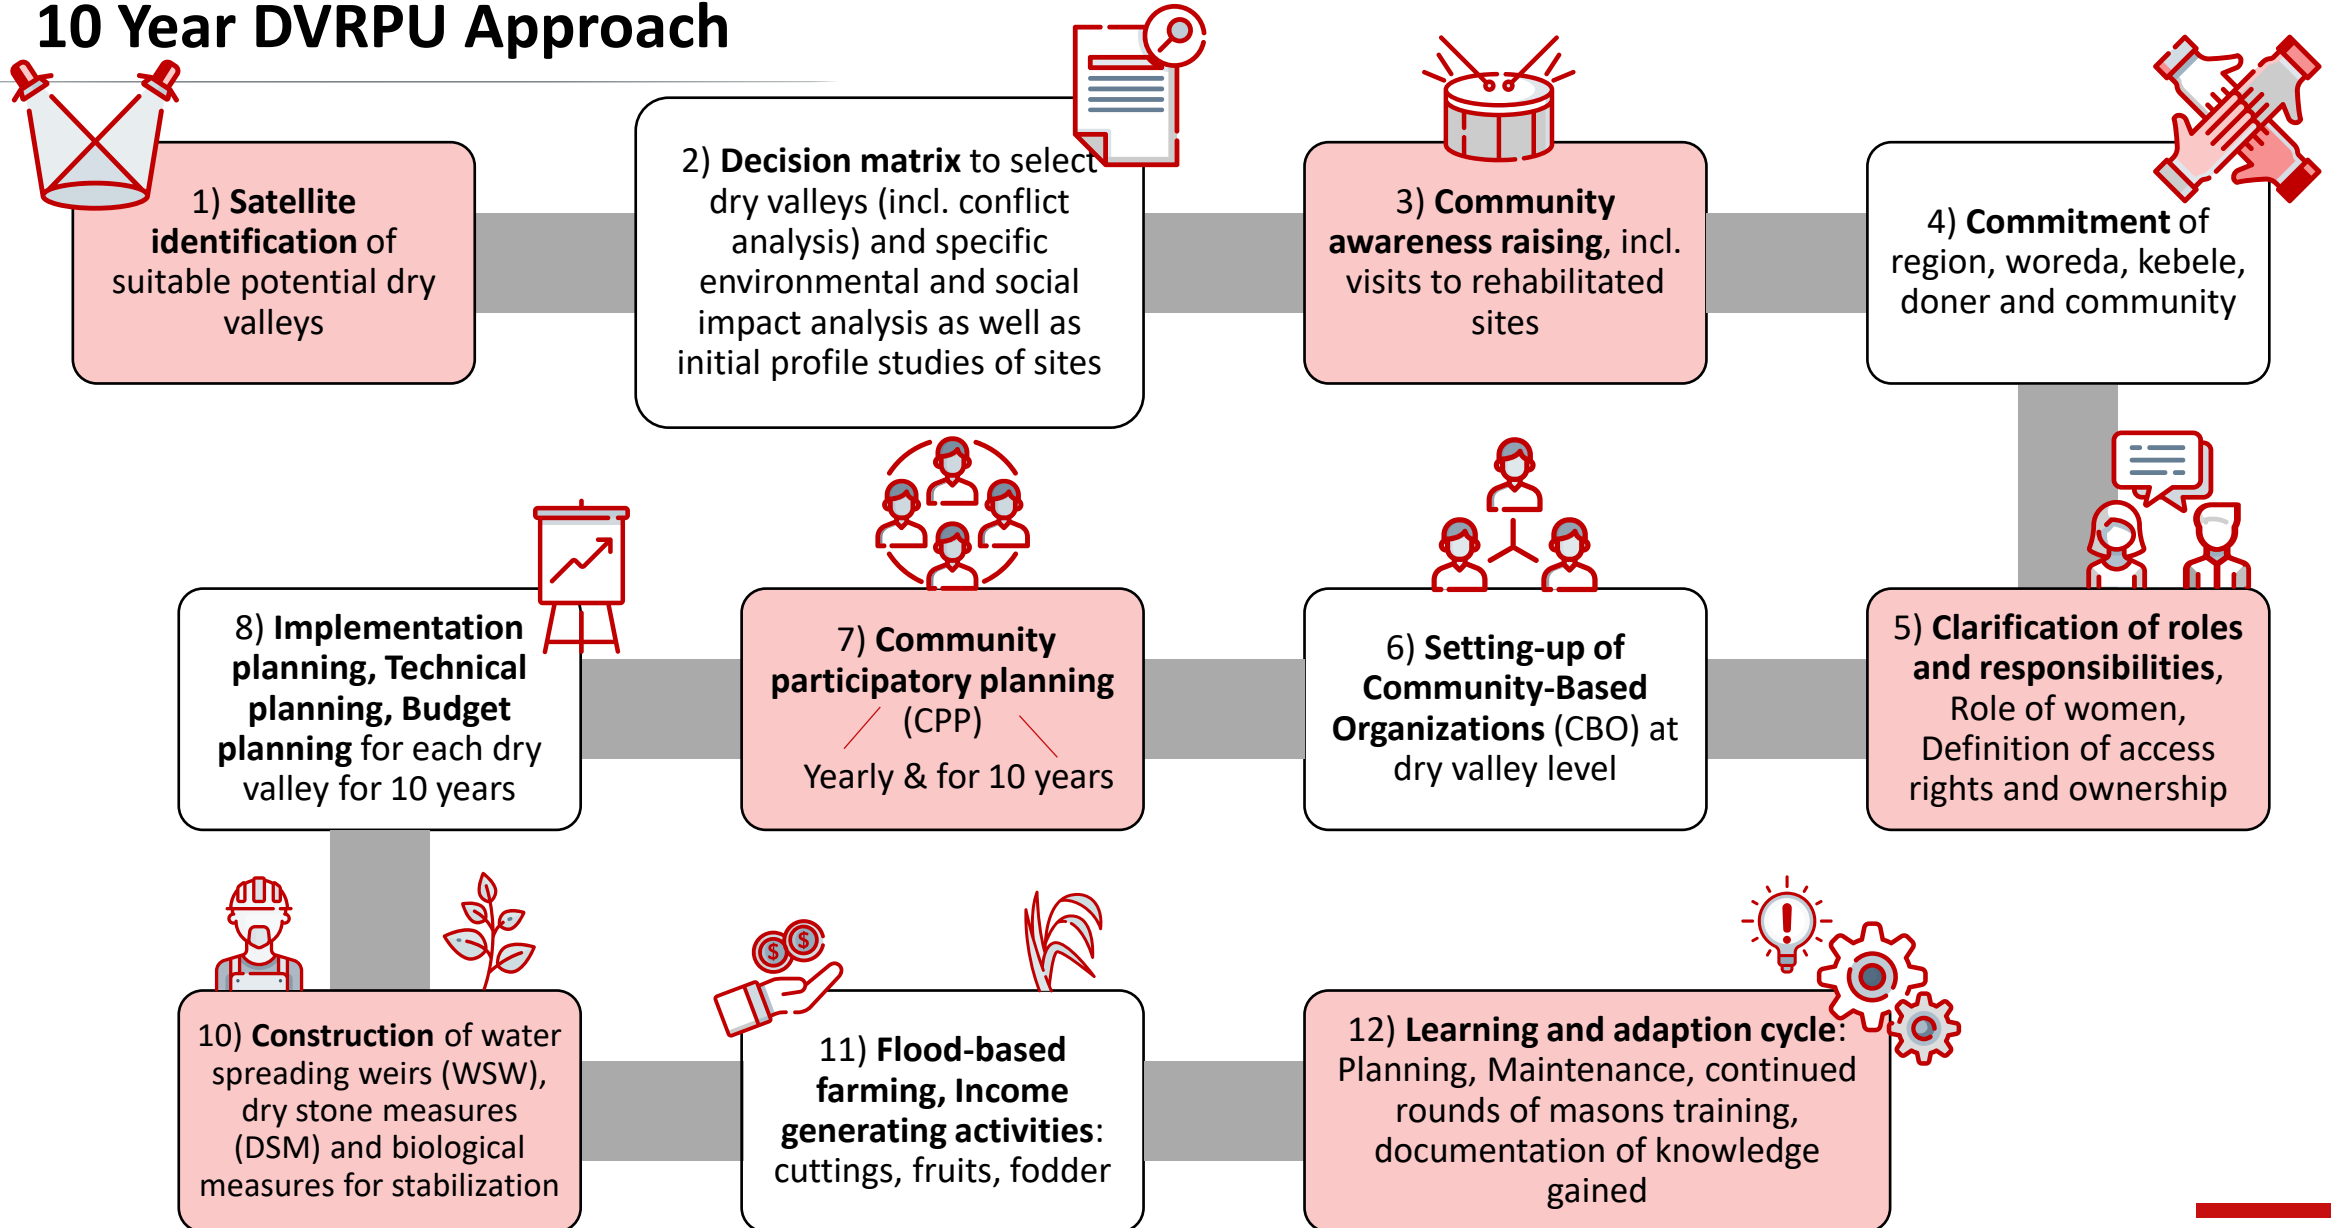 10 Year DVRPU Approach
1) Satellite
identification of
suitable potential dry
valleys
2) Decision matrix to select
dry valleys (incl. conflict
analysis) and specific
environmental and social
impact analysis as well as
initial profile studies of sites
3) Community
awareness raising, incl.
visits to rehabilitated
sites
4) Commitment of
region, woreda, kebele,
doner and community
5) Clarification of roles
and responsibilities,
Role of women,
Definition of access
rights and ownership
6) Setting-up of
Community-Based
Organizations (CBO) at
dry valley level
7) Community
participatory planning
(CPP)
Yearly & for 10 years
8) Implementation
planning, Technical
planning, Budget
planning for each dry
valley for 10 years
10) Construction of water
spreading weirs (WSW),
dry stone measures
(DSM) and biological
measures for stabilization
$ $
11) Flood-based
farming, Income
generating activities:
cuttings, fruits, fodder
12) Learning and adaption cycle:
Planning, Maintenance, continued
rounds of masons training,
documentation of knowledge
gained